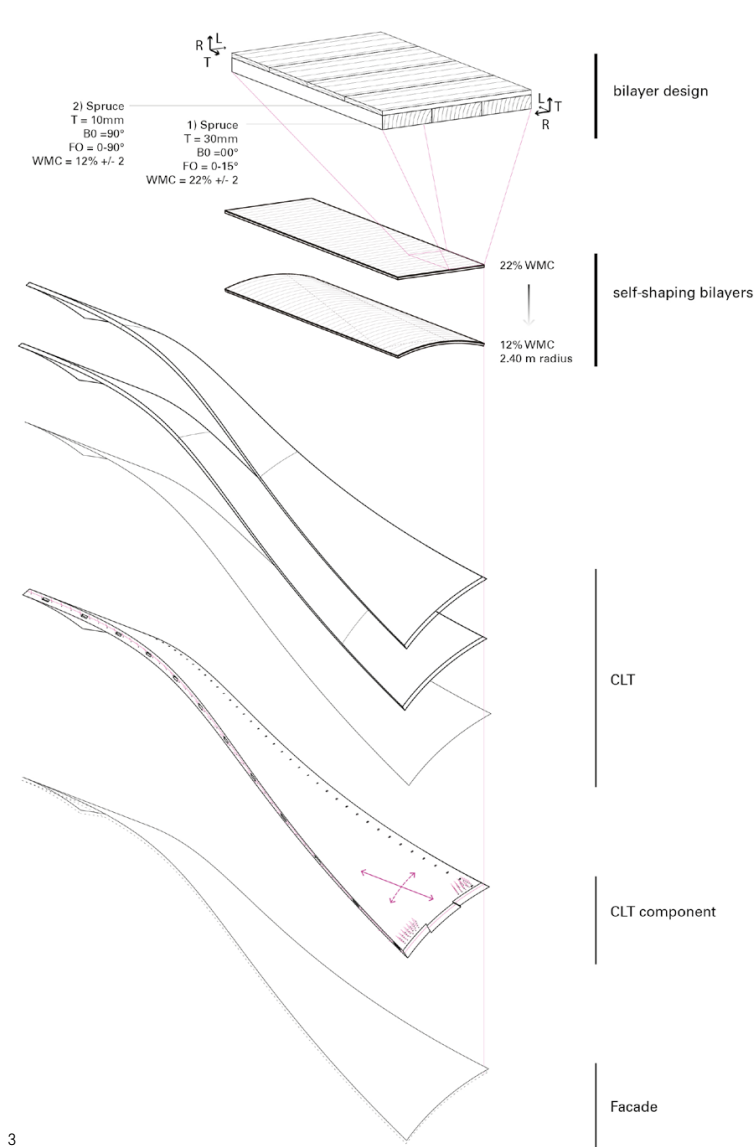 R L
T
bilayer design
L T
R
2) Spruce
T = 10mm
B0 =90°
FO = 0-90°
WMC = 12% +/- 2
1) Spruce
T = 30mm
B0 =00°
FO = 0-15°
WMC = 22% +/- 2
22% WMC
self-shaping bilayers
12% WMC
2.40 m radius
CLT
CLT component
Facade
3